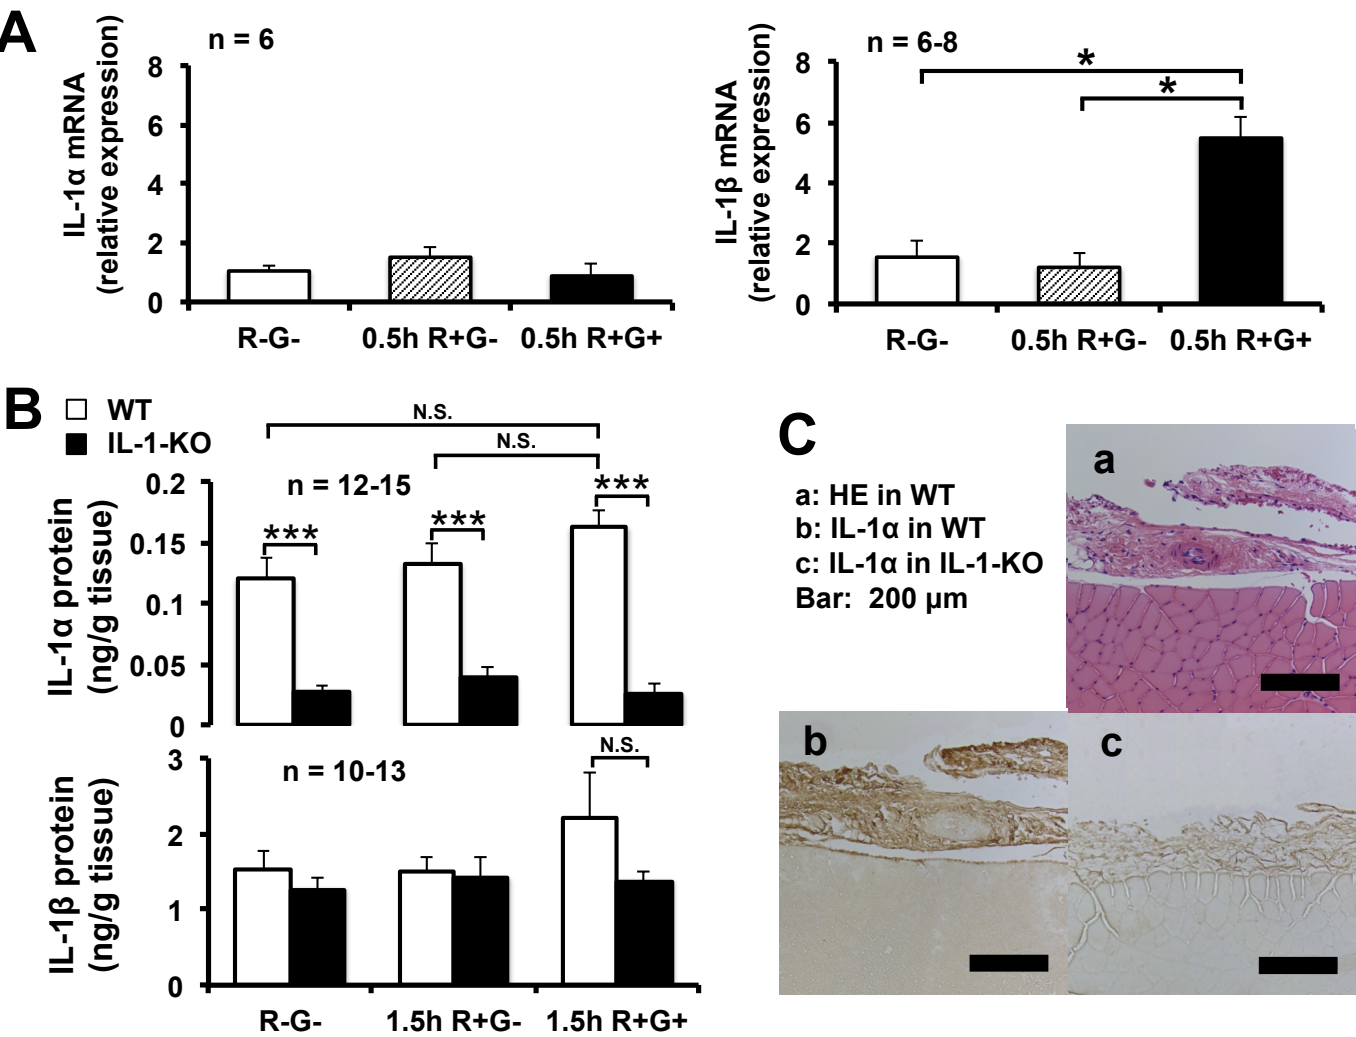 A
n = 6
IL-1α mRNA
(relative expression)
8
6
4
2
0
R-G-
0.5h R+G-
0.5h R+G+
n = 6-8
*
*
IL-1β mRNA
(relative expression)
8
6
4
2
0
R-G-
0.5h R+G-
0.5h R+G+
B
WT
IL-1-KO
N.S.
N.S.
n = 12-15
***
***
***
IL-1α protein
(ng/g tissue)
0.2
0.15
0.1
0.05
0
n = 10-13
N.S.
IL-1β protein
(ng/g tissue)
3
2
1
0
R-G-
1.5h R+G-
1.5h R+G+
C
a: HE in WT
b: IL-1α in WT
c: IL-1α in IL-1-KO
Bar: 200 µm
a
b
c